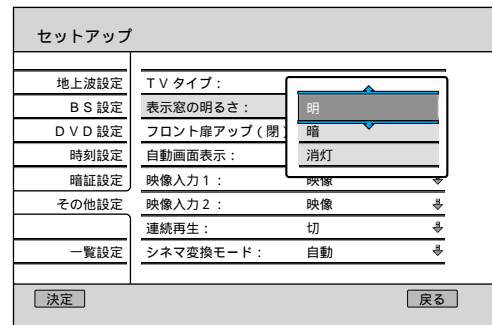 セットアップ
地上波設定
ＢＳ設定
ＤＶＤ設定
時刻設定
暗証設定
その他設定
一覧設定
ＴＶタイプ：
表示窓の明るさ：
フロント扉アップ（閉）
自動画面表示：
映像入力１：
映像入力２：
連続再生：
シネマ変換モード：
明
暗
消灯
映像
映像
切
自動
決定
戻る